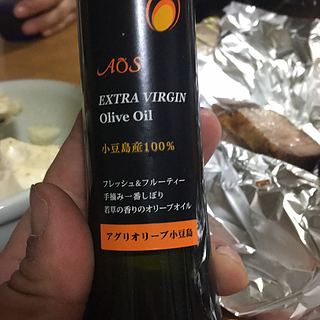 AOS
EXTRA VIRGIN
Olive Oil
小豆島産100%
フレッシュ&フルーティー
手摘み一番しぼり
若草の香りのオリーブオイル
アグリオリーブ小豆島